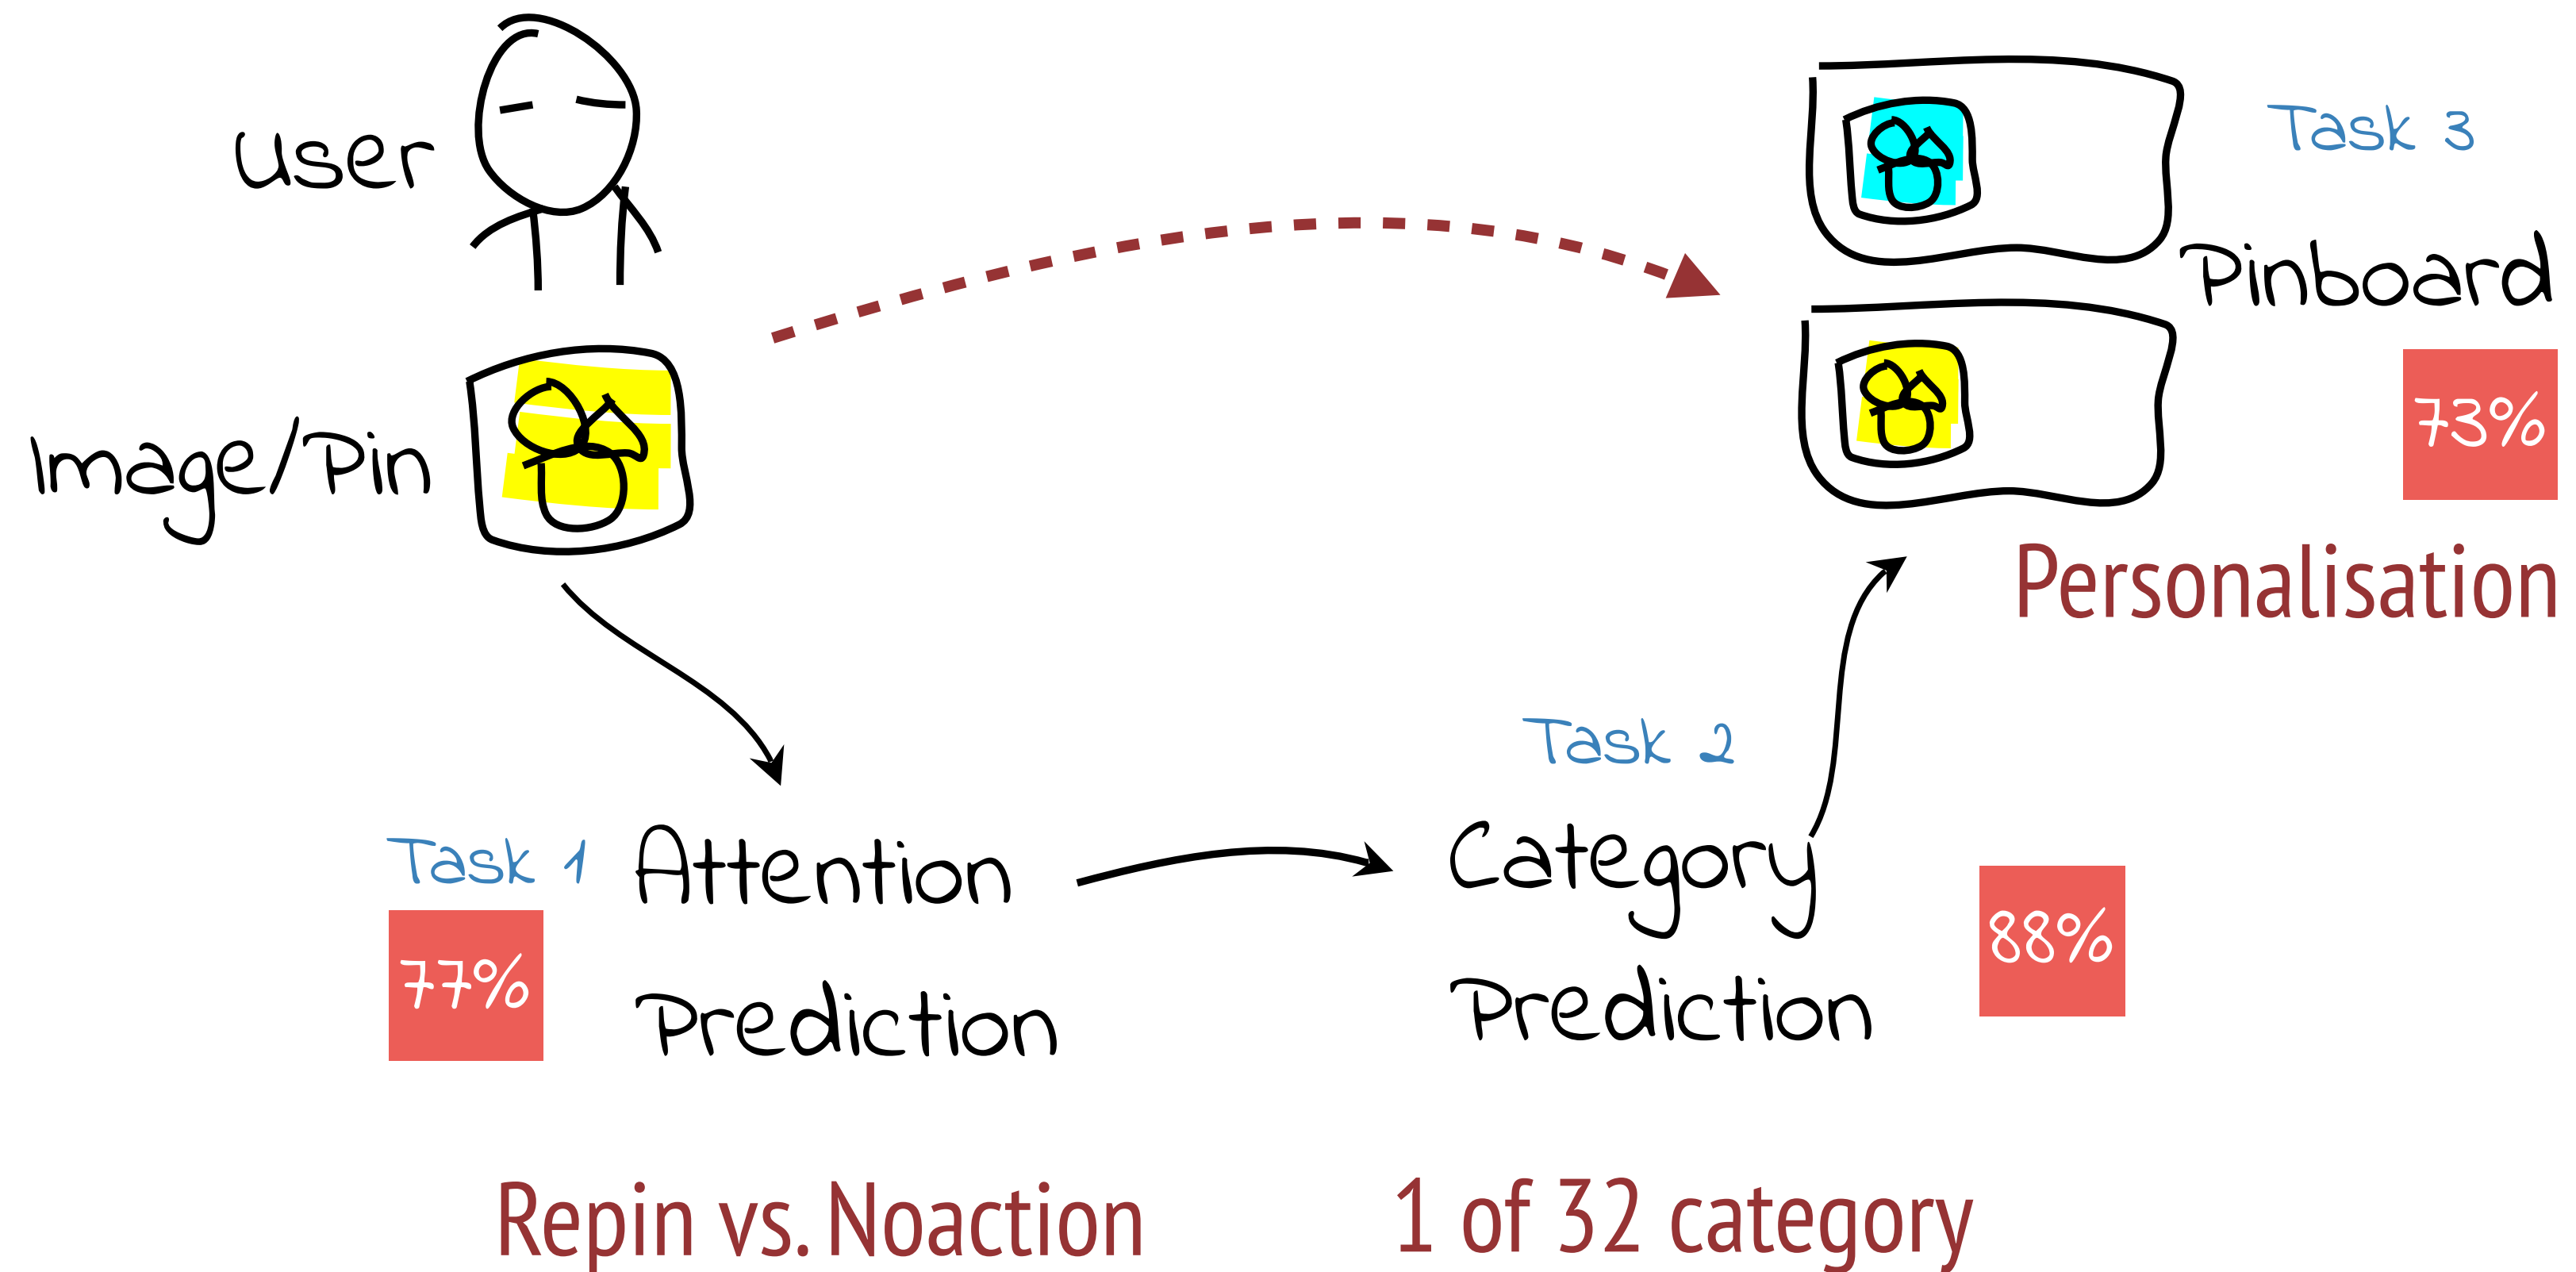 User
Image/Pin
Task 3
Pinboard
73%
Personalisation
Task 1
77%
Attention
Prediction
Task 2
Category
Prediction
88%
Repin vs. Noaction
1 of 32 category